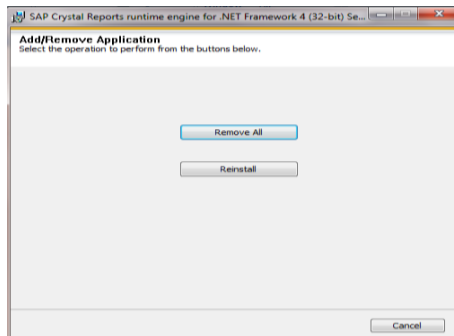 SAP Crystal Reports runtime engine for .NET Framework 4 (32-bit) Se...
Add/Remove Application
Select the operation to perform from the buttons below.
Remove All
Reinstall
Cancel